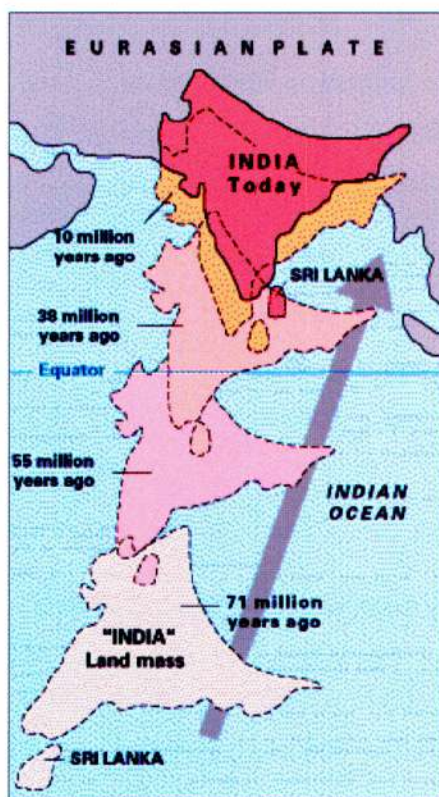 EURASIAN PLATE
INDIA
Today
10 million
years ago
SRI LANKA
38 million
years ago
Equator
55 million
years ago
INDIAN
OCEAN
71 million
years ago
"INDIA"
Land mass
SRI LANKA